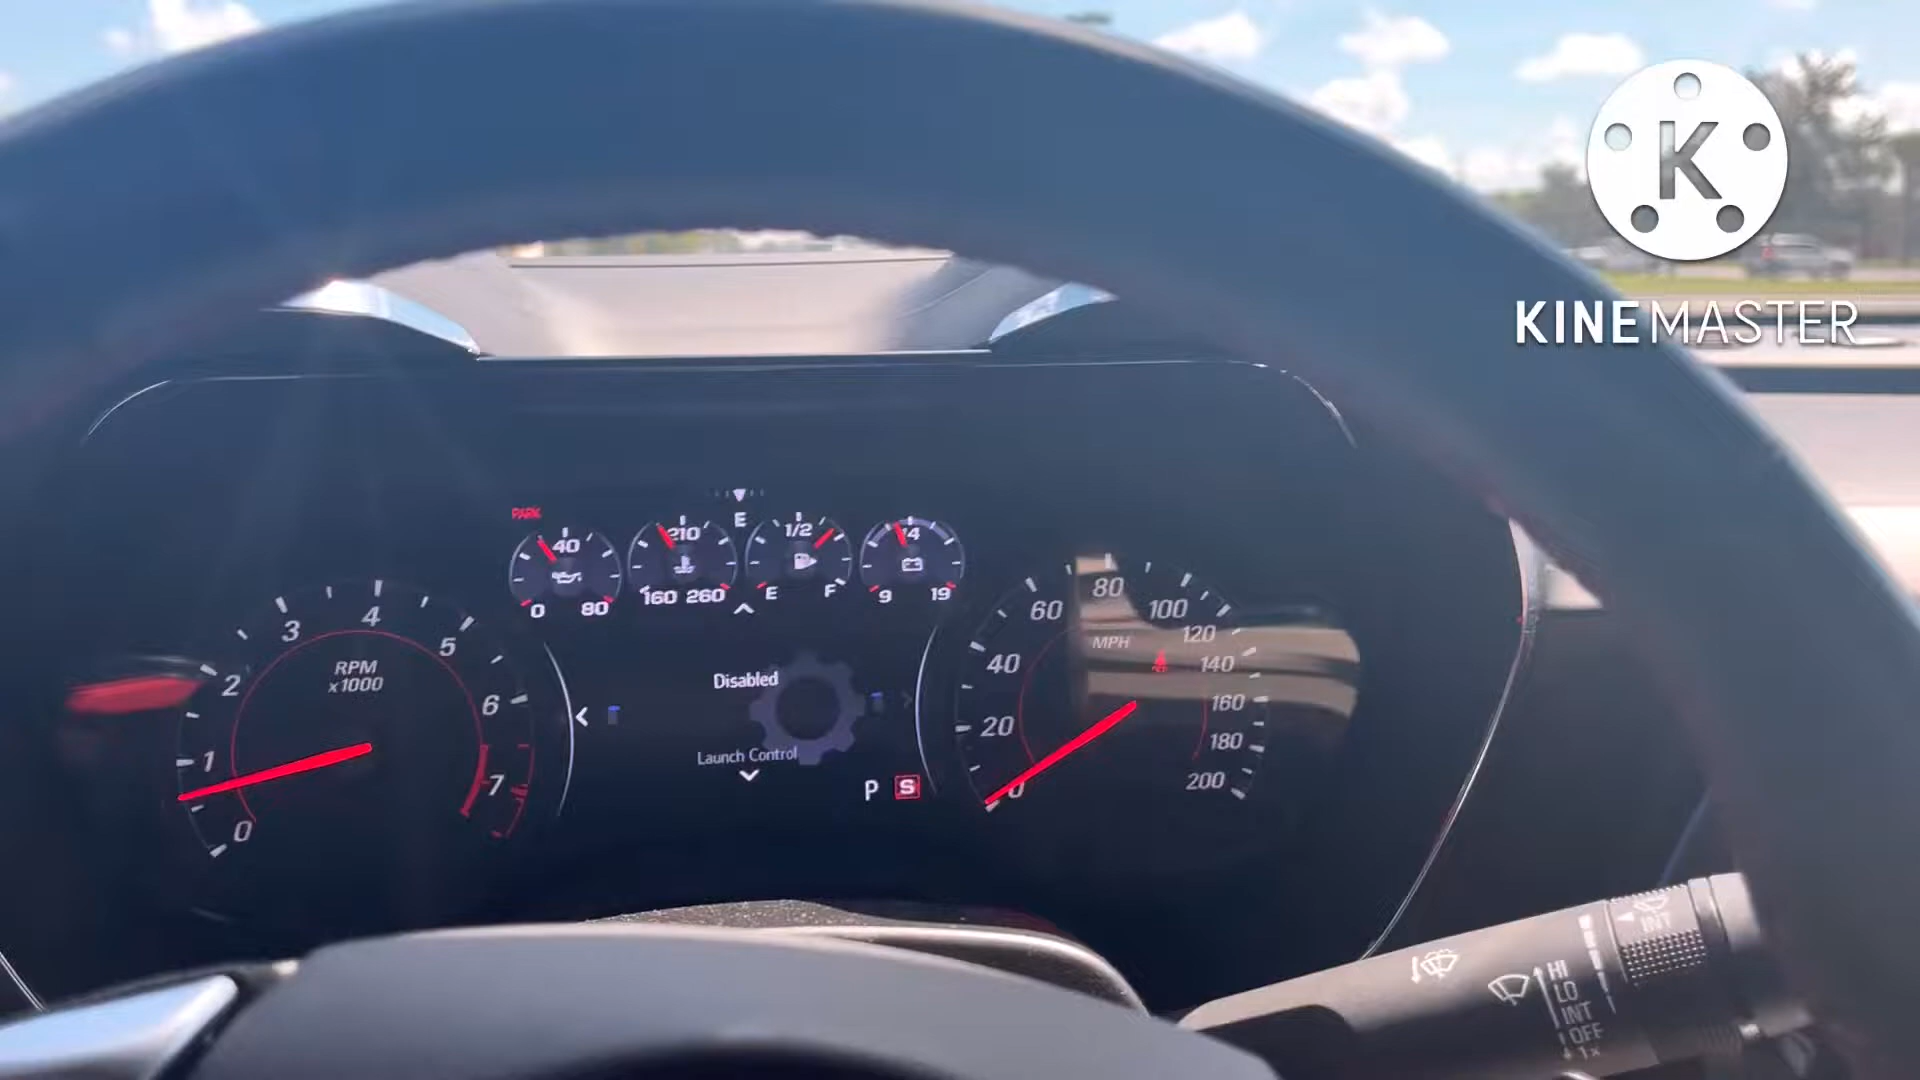 K
KINEMASTER
E
PARK
40
0 80
210
160 260
1/2
E F
14
9 19
RPM
x1000
0
1
2
3
4
5
6
7
Disabled
Launch Control
P S
MPH
0
20
40
60
80
100
120
140
160
180
200
HI
LO
INT
OFF
1x